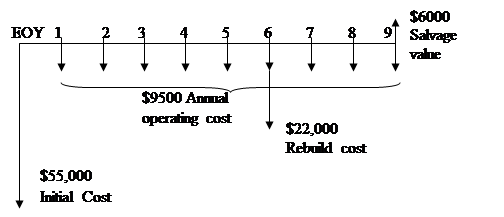 EOY 1 2 3 4 5 6 7 8 9
$6000
Salvage
value
$9500 Annual
operating cost
$22,000
Rebuild cost
$55,000
Initial Cost